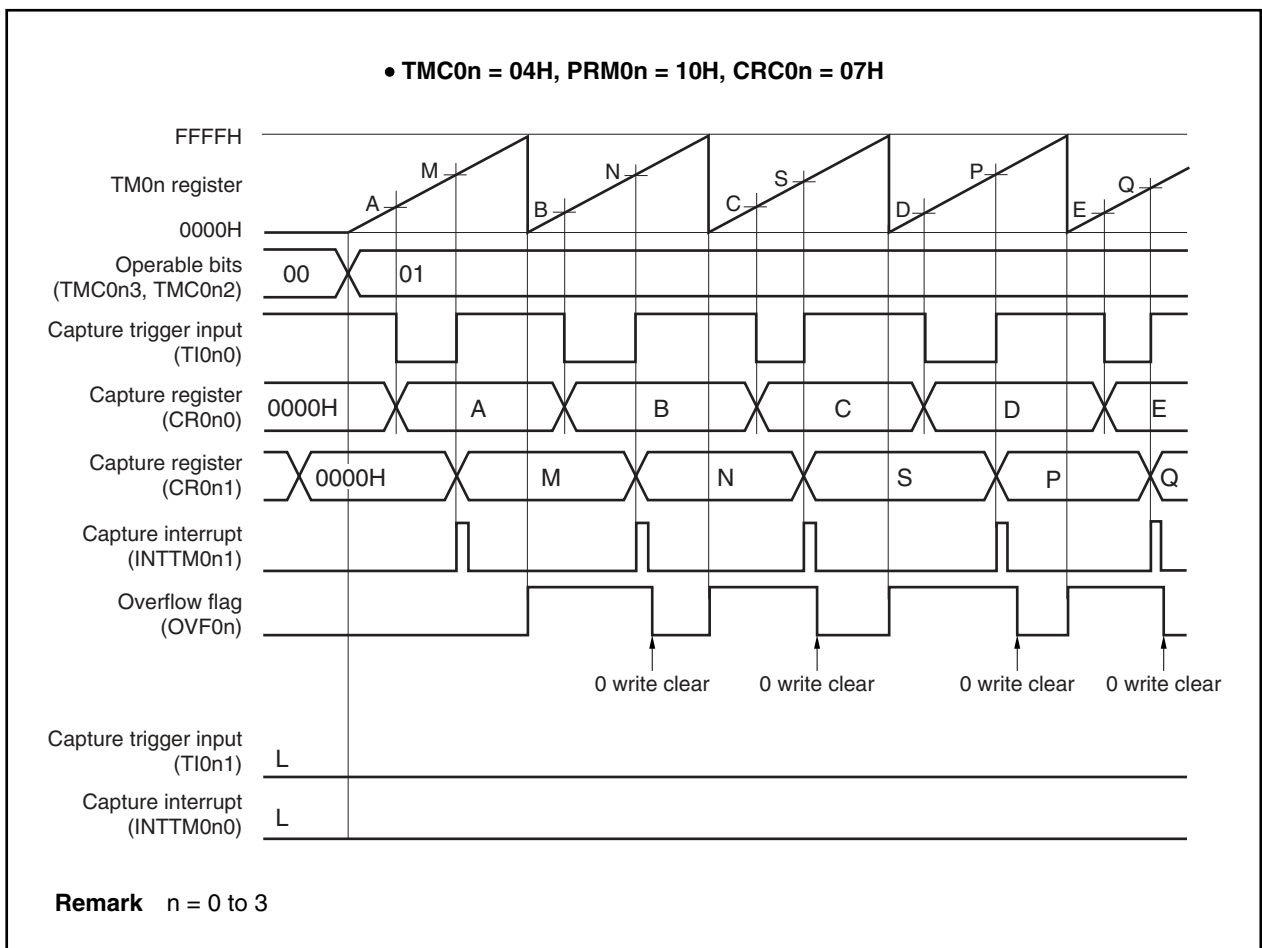 • TMC0n = 04H, PRM0n = 10H, CRC0n = 07H
FFFFH
TM0n register
0000H
A M B N C S D P E Q
Operable bits
(TMC0n3, TMC0n2)
00 01
Capture trigger input
(TI0n0)
Capture register
(CR0n0)
0000H A B C D E
Capture register
(CR0n1)
0000H M N S P Q
Capture interrupt
(INTTM0n1)
Overflow flag
(OVF0n)
0 write clear 0 write clear 0 write clear 0 write clear
Capture trigger input
(TI0n1)
L
Capture interrupt
(INTTM0n0)
L
Remark n = 0 to 3